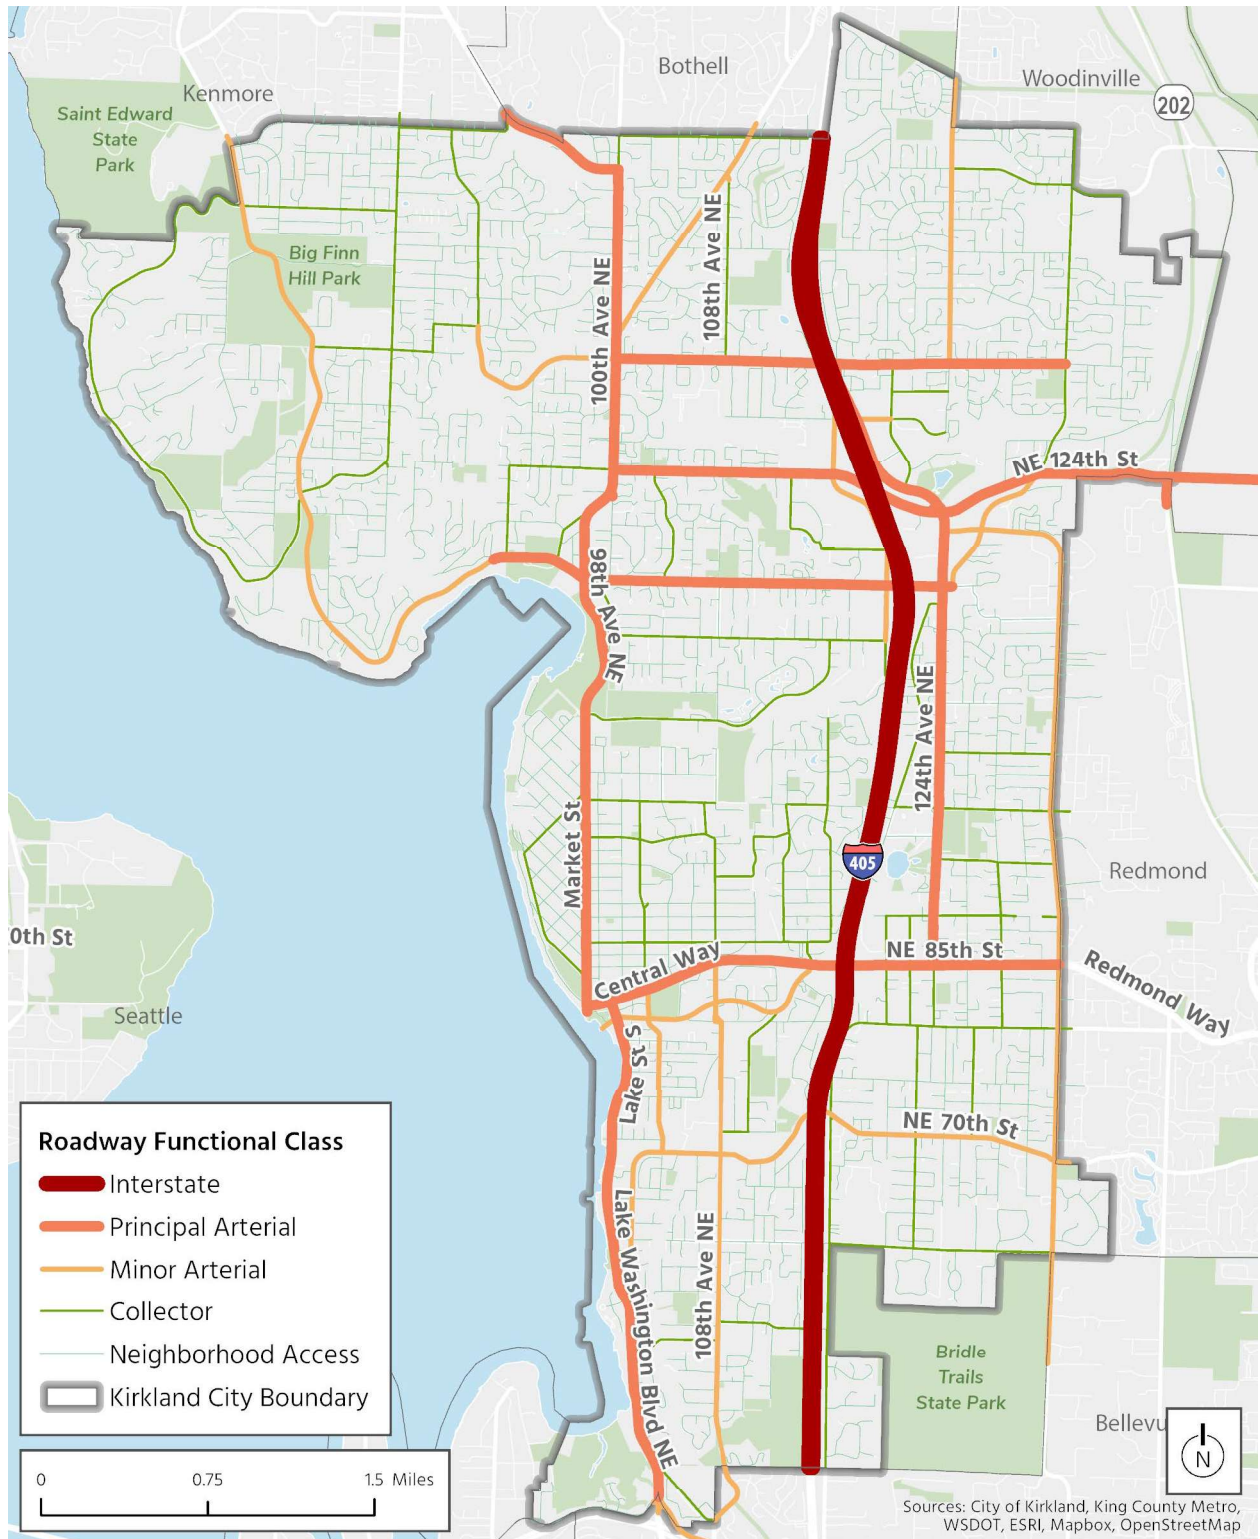 Bothell
Woodinville
Kenmore
202
Saint Edward
State
Park
Big Finn
Hill Park
108th Ave NE
100th Ave NE
NE 124th St
98th Ave NE
124th Ave NE
Market St
405
Redmond
0th St
NE 85th St
Central Way
Redmond Way
Seattle
Lake St S
NE 70th St
Lake Washington Blvd NE
108th Ave NE
Bridle
Trails
State Park
Bellevu
Roadway Functional Class
Interstate
Principal Arterial
Minor Arterial
Collector
Neighborhood Access
Kirkland City Boundary
0 0.75 1.5 Miles
N
Sources: City of Kirkland, King County Metro,
WSDOT, ESRI, Mapbox, OpenStreetMap